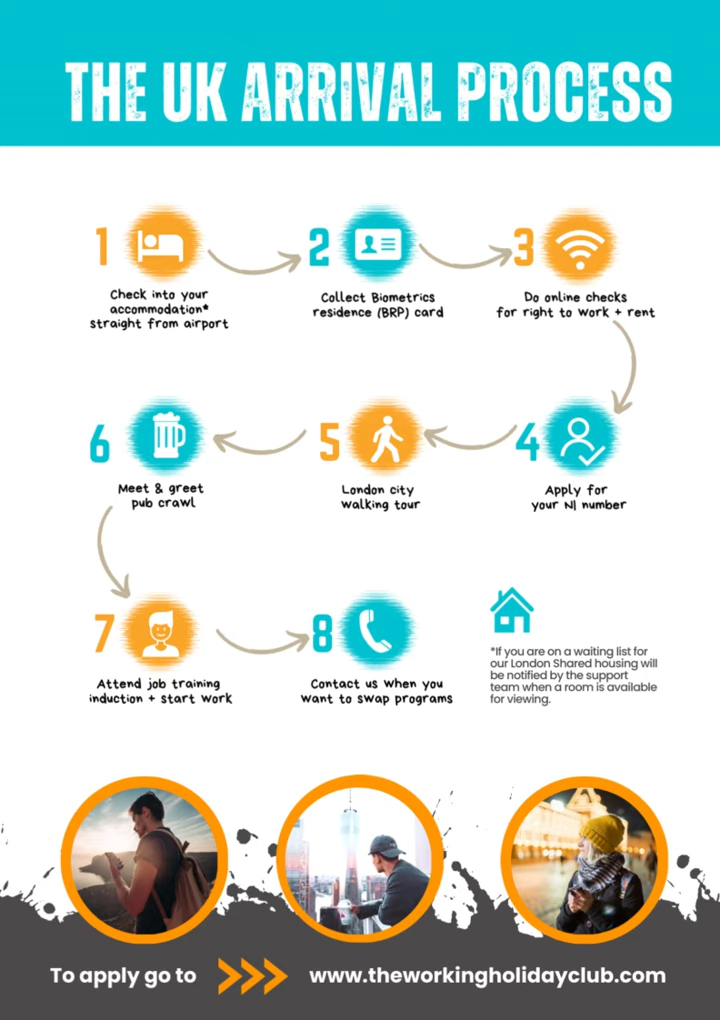 THE UK ARRIVAL PROCESS
1
Check into your
accommodation*
straight from airport
2
Collect Biometrics
residence (BRP) card
3
Do online checks
for right to work + rent
4
Apply for
your NI number
5
London city
walking tour
6
Meet & greet
pub crawl
7
Attend job training
induction + start work
8
Contact us when you
want to swap programs
*If you are on a waiting list for
our London Shared housing will
be notified by the support
team when a room is available
for viewing.
To apply go to
www.theworkingholidayclub.com